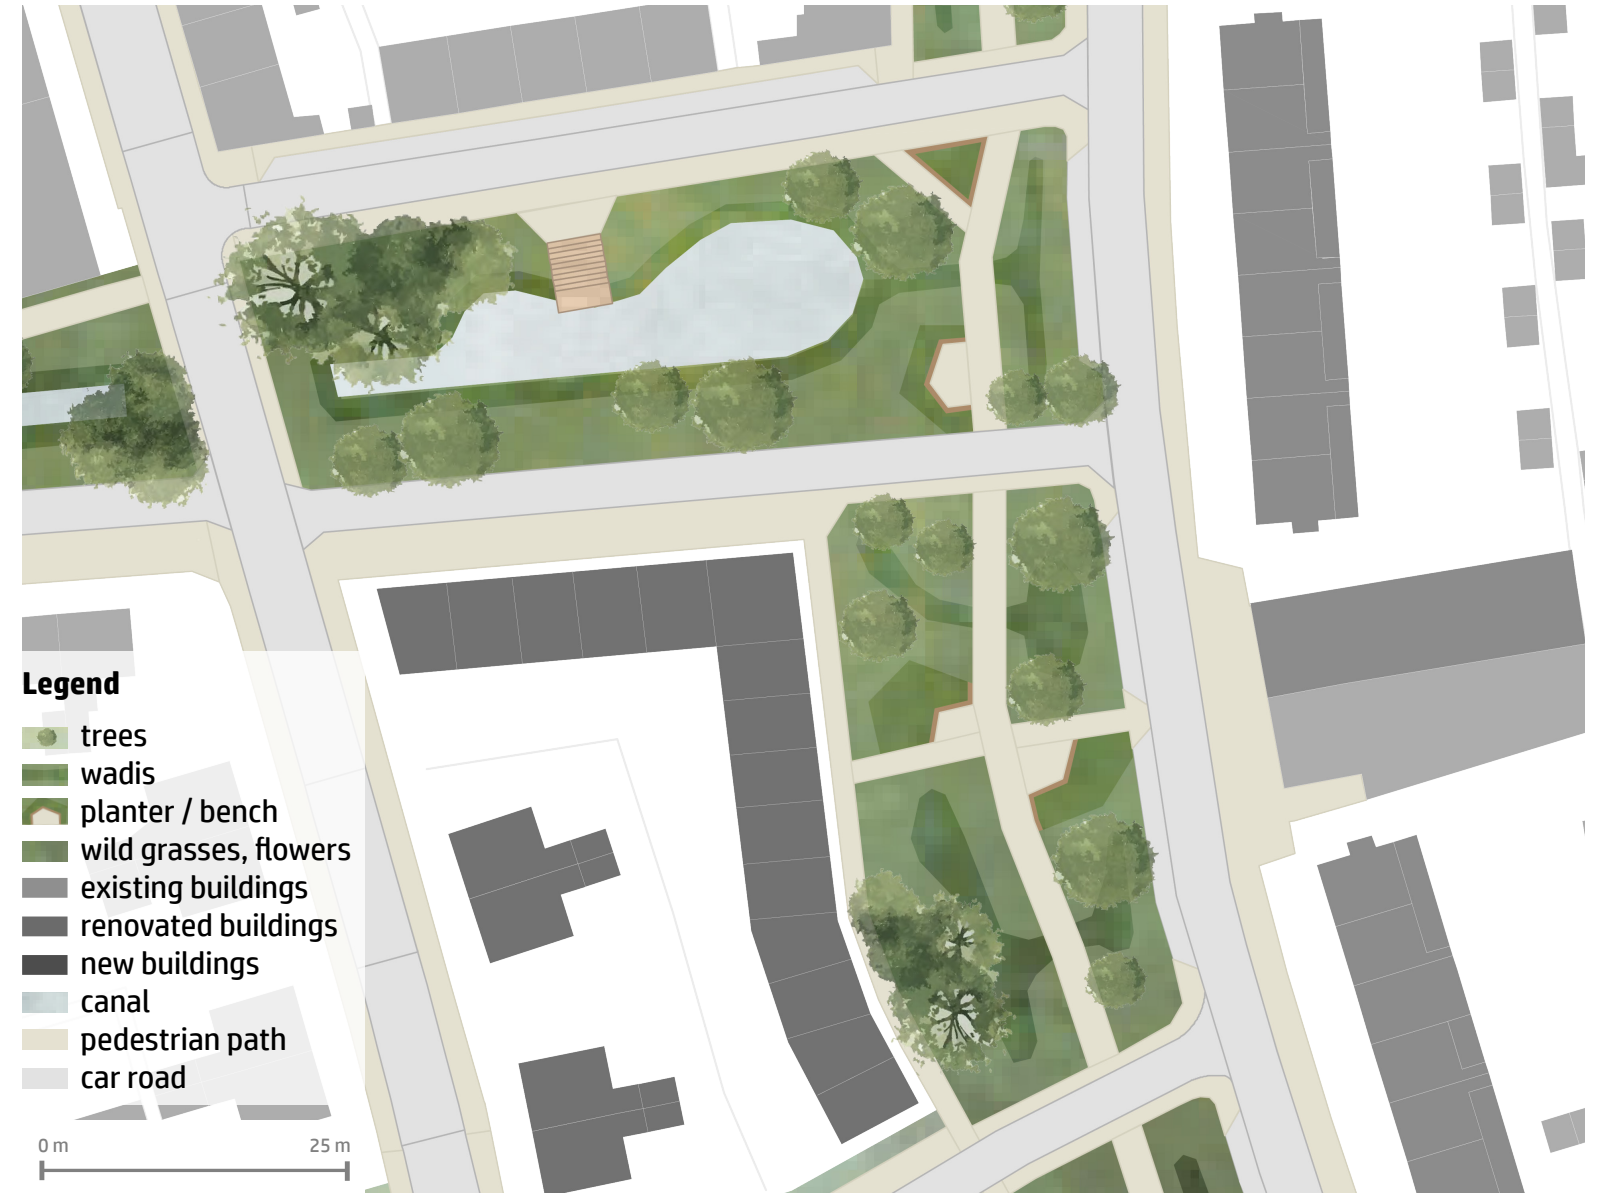 Legend
trees
wadis
planter / bench
wild grasses, flowers
existing buildings
renovated buildings
new buildings
canal
pedestrian path
car road
0 m 25 m